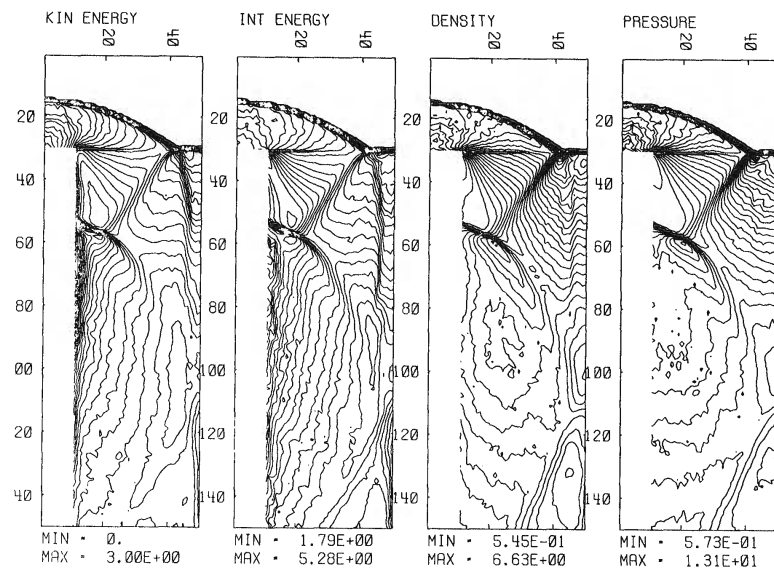 KIN ENERGY
20 40
20
40
60
80
00
20
40
MIN = 0.
MAX = 3.00E+00
INT ENERGY
20 40
20
40
60
80
100
120
140
MIN = 1.79E+00
MAX = 5.28E+00
DENSITY
20 40
20
40
60
80
100
120
140
MIN = 5.45E-01
MAX = 6.63E+00
PRESSURE
20 40
20
40
60
80
100
120
140
MIN = 5.73E-01
MAX = 1.31E+01